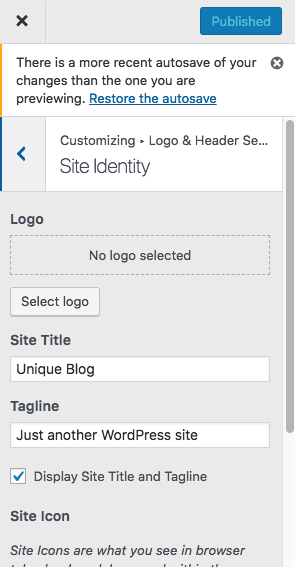 Published
There is a more recent autosave of your
changes than the one you are
previewing. Restore the autosave
Customizing ▸ Logo & Header Se...
Site Identity
Logo
No logo selected
Select logo
Site Title
Unique Blog
Tagline
Just another WordPress site
Display Site Title and Tagline
Site Icon
Site Icons are what you see in browser